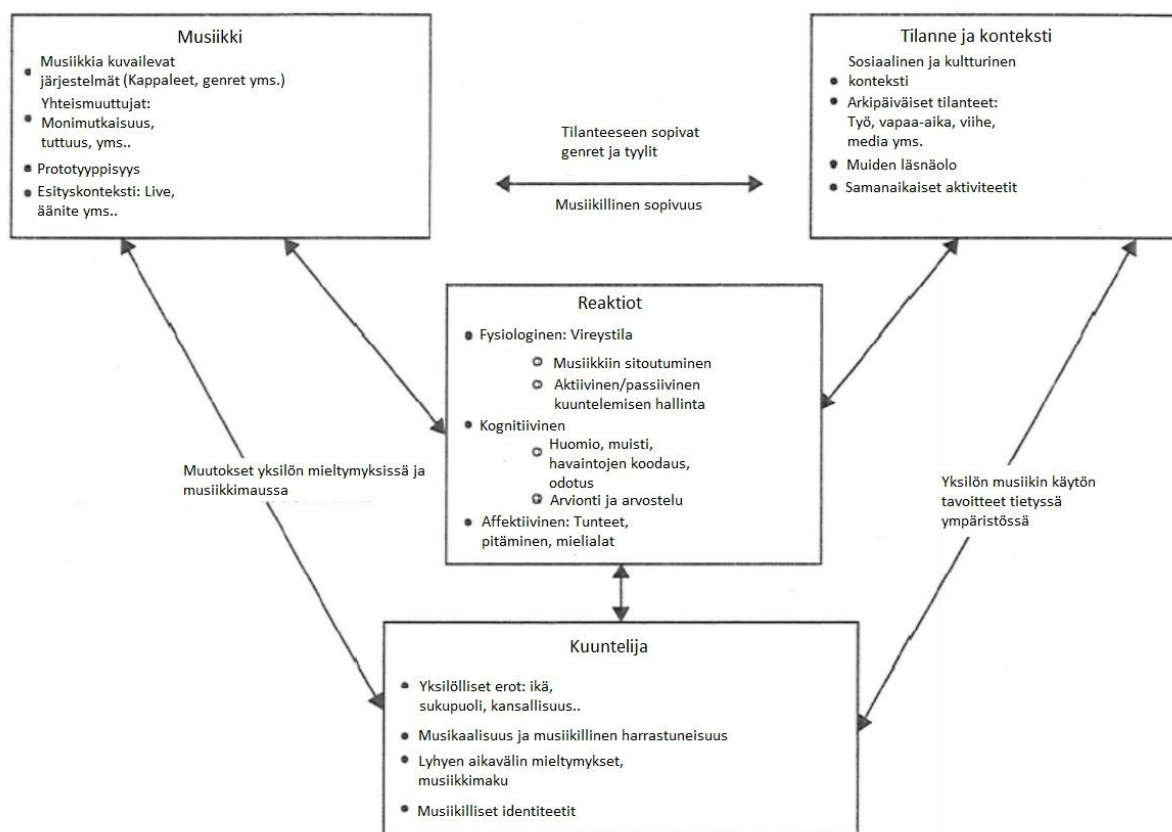 Musiikki
Musiikkia kuvailevat
järjestelmät (Kappaleet, genret yms.)
Yhteismuuttujat:
Monimutkaisuus,
tuttuus, yms..
Prototyyppisyys
Esityskonteksti: Live,
äänite yms..
Tilanteeseen sopivat
genret ja tyylit
Musiikillinen sopivuus
Tilanne ja konteksti
Sosiaalinen ja kultturinen
konteksti
Arkipäiväiset tilanteet:
Työ, vapaa-aika, viihe,
media yms.
Muiden läsnäolo
Samanaikaiset aktiviteetit
Reaktiot
Fysiologinen: Vireystila
Musiikkiin sitoutuminen
Aktiivinen/passiivinen
kuuntelemisen hallinta
Kognitiivinen
Huomio, muisti,
havaintojen koodaus,
odotus
Arvionti ja arvostelu
Affektiivinen: Tunteet,
pitäminen, mielialat
Muutokset yksilön mieltymyksissä ja
musiikkimaussa
Yksilön musiikin käytön
tavoitteet tietyssä
ympäristössä
Kuuntelija
Yksilölliset erot: ikä,
sukupuoli, kansallisuus..
Musikaalisuus ja musiikillinen harrastuneisuus
Lyhyen aikavälin mieltymykset,
musiikkimaku
Musiikilliset identiteetit